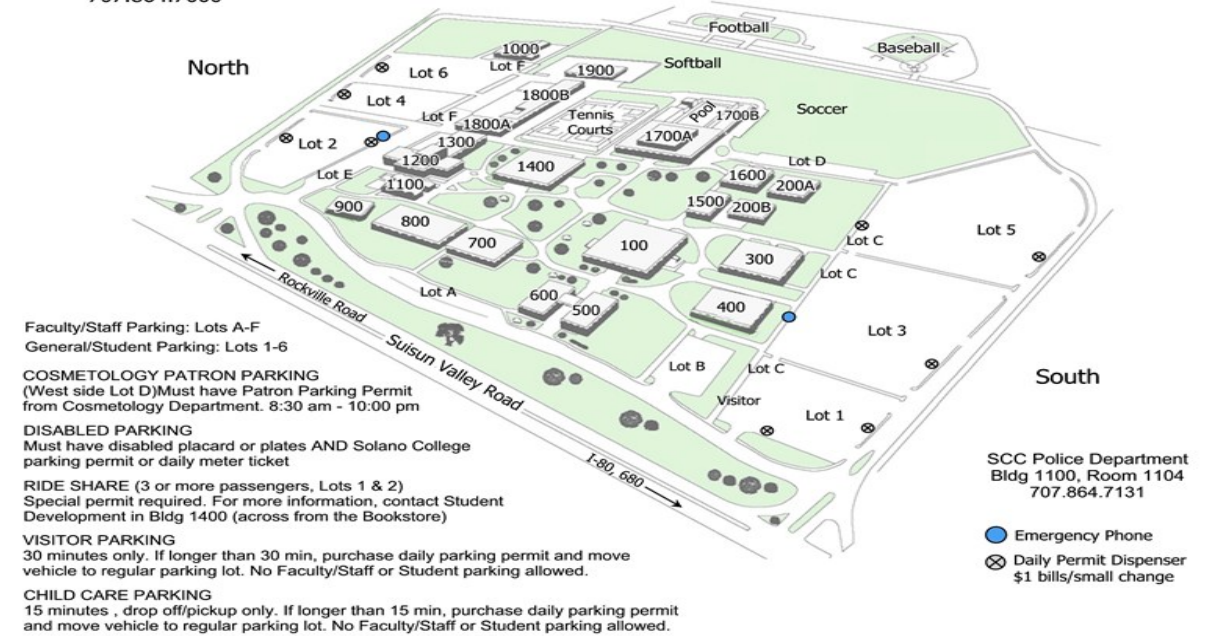 Football
Baseball
North
1000
Lot F
Softball
Lot 6
1900
Lot 4
1800B
Soccer
Lot F
Tennis
Courts
Pool
1700B
1800A
1700A
Lot 2
1300
1200
1400
Lot D
Lot E
1100
1600
200A
900
1500
200B
800
700
100
Lot C
Lot 5
300
Lot C
Lot A
600
500
400
Rockville Road
Lot 3
Suisun Valley Road
Lot B
Lot C
South
Visitor
Lot 1
I-80, 680
Faculty/Staff Parking: Lots A-F
General/Student Parking: Lots 1-6
COSMETOLOGY PATRON PARKING
(West side Lot D)Must have Patron Parking Permit
from Cosmetology Department. 8:30 am - 10:00 pm
DISABLED PARKING
Must have disabled placard or plates AND Solano College
parking permit or daily meter ticket
RIDE SHARE (3 or more passengers, Lots 1 & 2)
Special permit required. For more information, contact Student
Development in Bldg 1400 (across from the Bookstore)
VISITOR PARKING
30 minutes only. If longer than 30 min, purchase daily parking permit and move
vehicle to regular parking lot. No Faculty/Staff or Student parking allowed.
CHILD CARE PARKING
15 minutes , drop off/pickup only. If longer than 15 min, purchase daily parking permit
and move vehicle to regular parking lot. No Faculty/Staff or Student parking allowed.
SCC Police Department
Bldg 1100, Room 1104
707.864.7131
Emergency Phone
Daily Permit Dispenser
$1 bills/small change